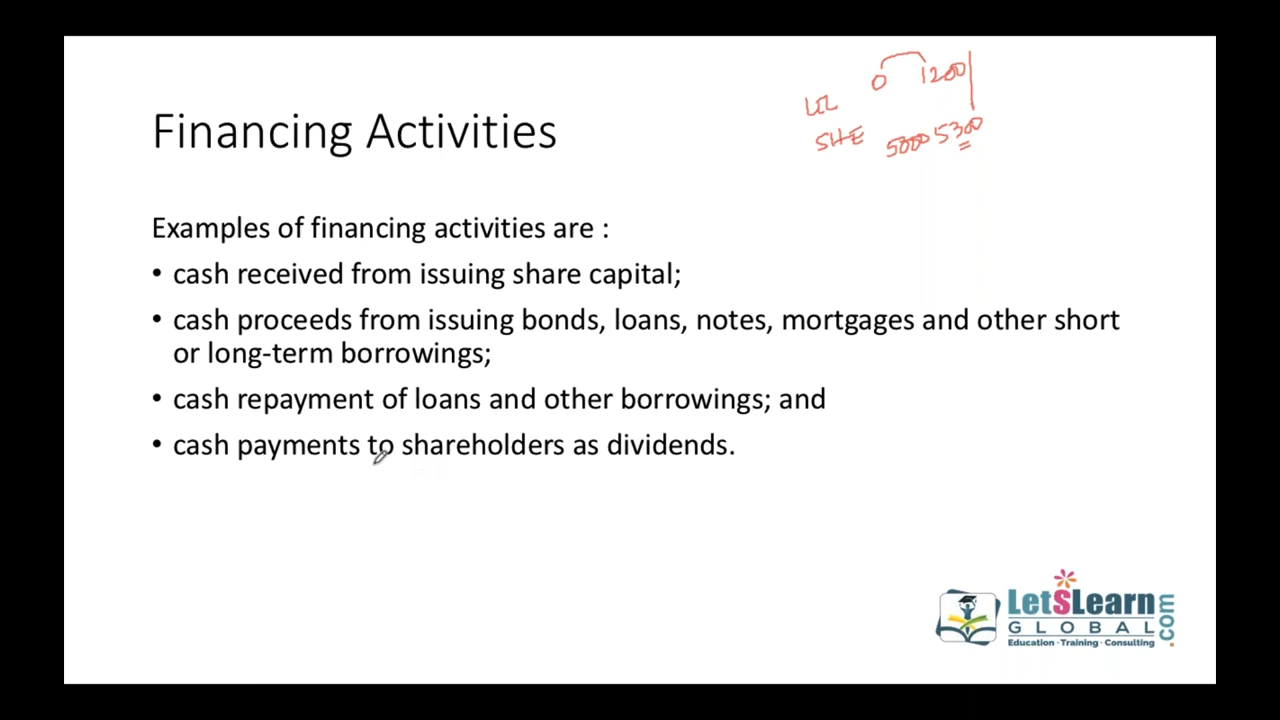 0 1200
LTL
SHE 5000 5300
Financing Activities
Examples of financing activities are :
• cash received from issuing share capital;
• cash proceeds from issuing bonds, loans, notes, mortgages and other short
or long-term borrowings;
• cash repayment of loans and other borrowings; and
• cash payments to shareholders as dividends.
LetSLearn
.com
GLOBAL
Education · Training · Consulting